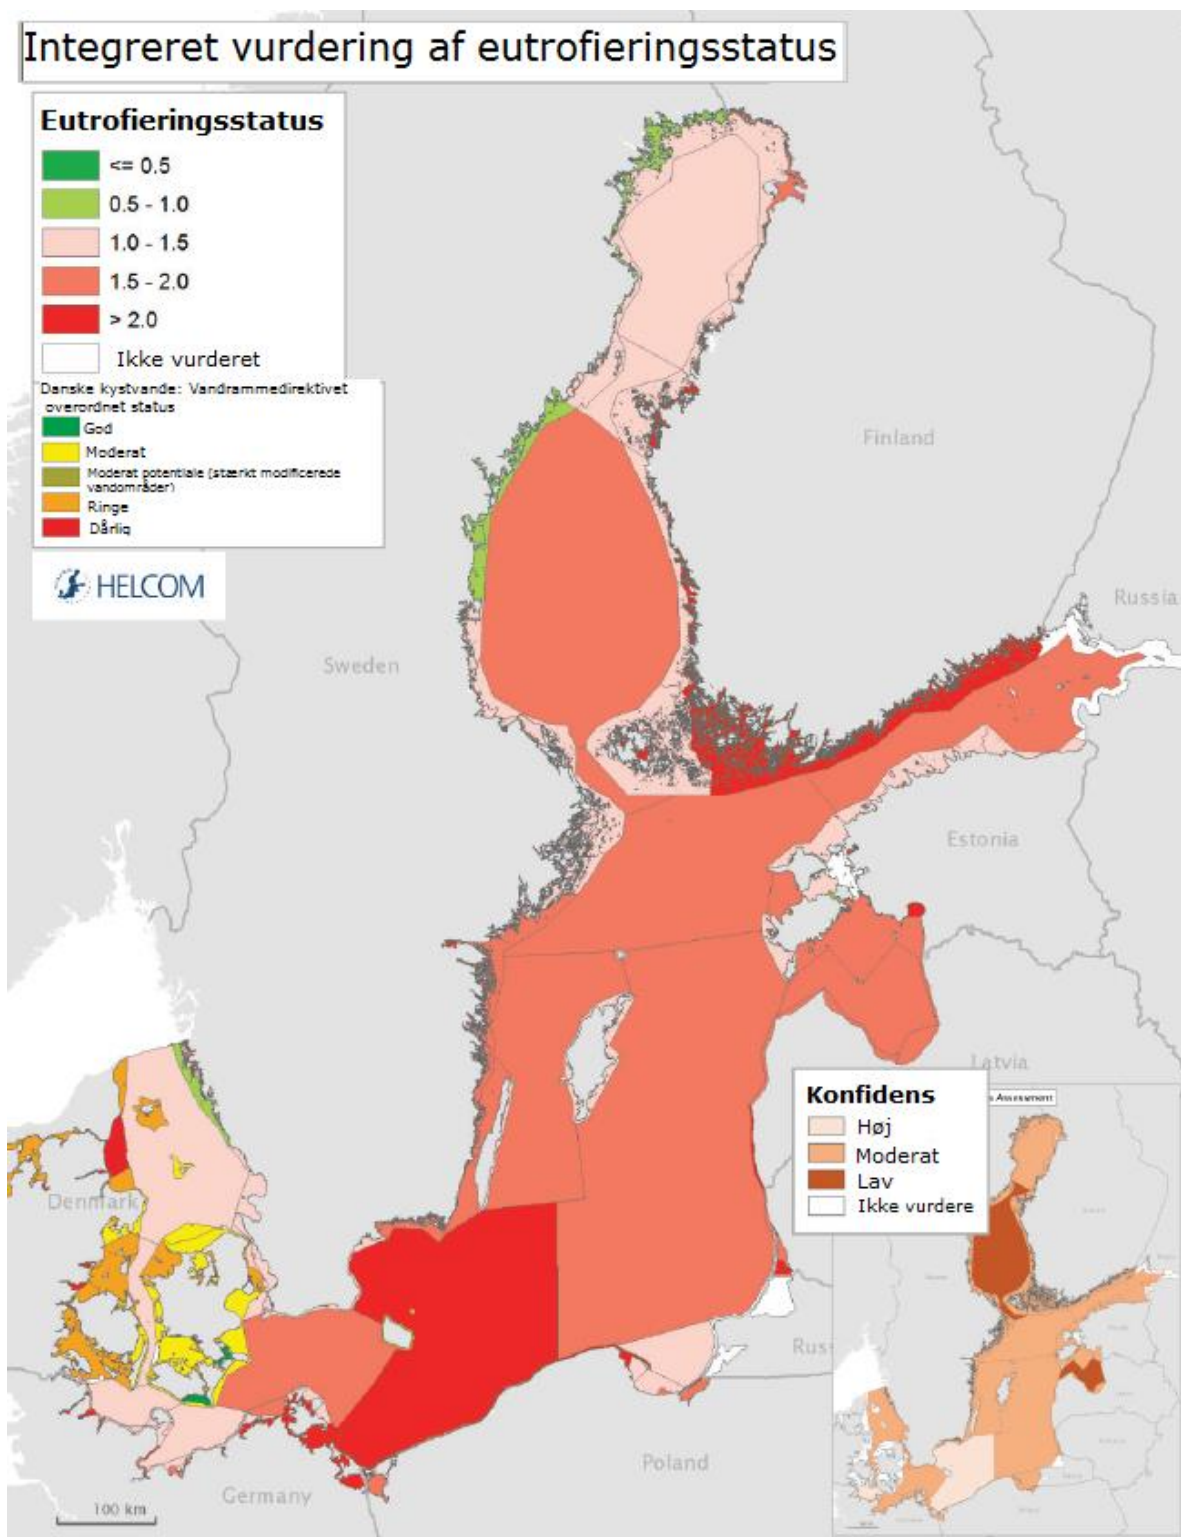 Integreret vurdering af eutrofieringsstatus
Eutrofieringsstatus
<= 0.5
0.5 - 1.0
1.0 - 1.5
1.5 - 2.0
> 2.0
Ikke vurderet
Danske kystvande: Vandrammedirektivet
overordnet status
God
Moderat
Moderat potentiale (stærkt modificerede
vandområder)
Ringe
Dårlig
HELCOM
Finland
Russia
Sweden
Estonia
Latvia
Konfidens
Høj
Moderat
Lav
Ikke vurdere
Assessment
Denmark
Rus
Poland
Germany
100 km